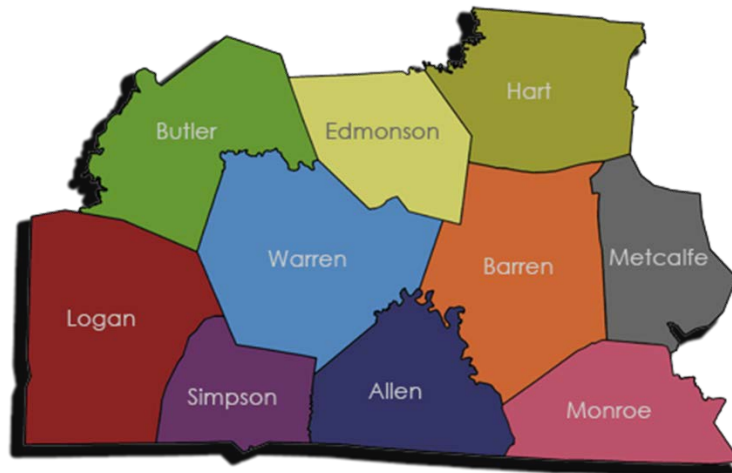 Hart
Butler
Edmonson
Warren
Barren
Metcalfe
Logan
Simpson
Allen
Monroe